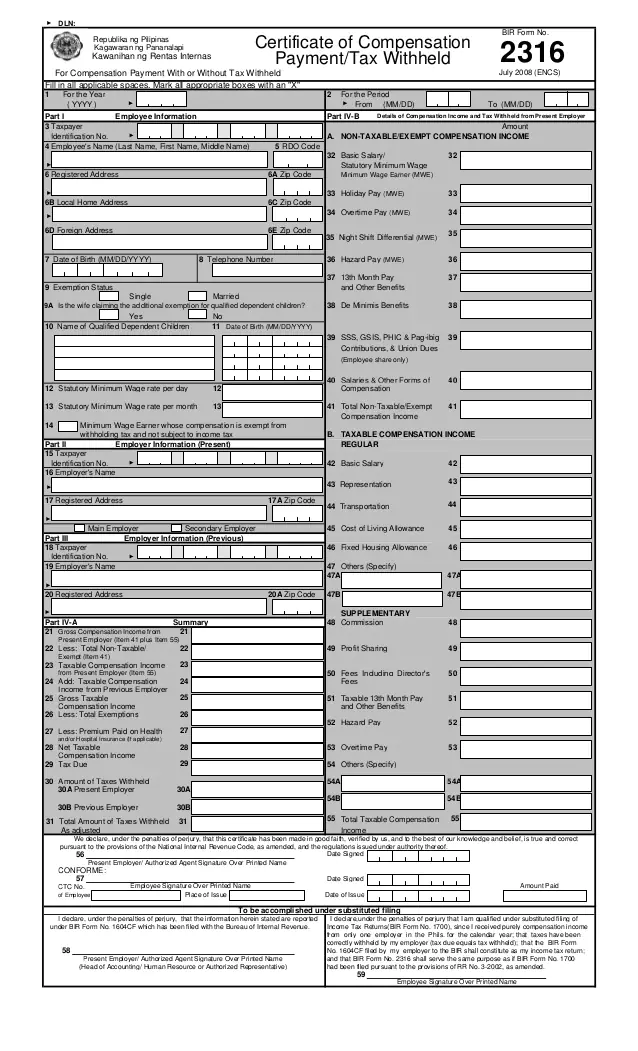 DLN:
Republika ng Pilipinas
Kagawaran ng Pananalapi
Kawanihan ng Rentas Internas
Certificate of Compensation
Payment/Tax Withheld
BIR Form No.
2316
July 2008 (ENCS)
For Compensation Payment With or Without Tax Withheld
Fill in all applicable spaces. Mark all appropriate boxes with an "X"
1 For the Year
( YYYY )
2 For the Period
From (MM/DD) To (MM/DD)
Part I Employee Information
3 Taxpayer
Identification No.
4 Employee's Name (Last Name, First Name, Middle Name) 5 RDO Code
6 Registered Address 6A Zip Code
6B Local Home Address 6C Zip Code
6D Foreign Address 6E Zip Code
7 Date of Birth (MM/DD/YYYY) 8 Telephone Number
9 Exemption Status
Single Married
9A Is the wife claiming the additional exemption for qualified dependent children?
Yes No
10 Name of Qualified Dependent Children 11 Date of Birth (MM/DD/YYYY)
12 Statutory Minimum Wage rate per day 12
13 Statutory Minimum Wage rate per month 13
14 Minimum Wage Earner whose compensation is exempt from
withholding tax and not subject to income tax
Part II Employer Information (Present)
15 Taxpayer
Identification No.
16 Employer's Name
17 Registered Address 17A Zip Code
Main Employer Secondary Employer
Part III Employer Information (Previous)
18 Taxpayer
Identification No.
19 Employer's Name
20 Registered Address 20A Zip Code
Part IV-A Summary
21 Gross Compensation Income from 21
Present Employer (Item 41 plus Item 55)
22 Less: Total Non-Taxable/ 22
Exempt (Item 41)
23 Taxable Compensation Income 23
from Present Employer (Item 55)
24 Add: Taxable Compensation 24
Income from Previous Employer
25 Gross Taxable 25
Compensation Income
26 Less: Total Exemptions 26
27 Less: Premium Paid on Health 27
and/or Hospital Insurance (If applicable)
28 Net Taxable 28
Compensation Income
29 Tax Due 29
30 Amount of Taxes Withheld
30A Present Employer 30A
30B Previous Employer 30B
31 Total Amount of Taxes Withheld 31
As adjusted
Part IV-B Details of Compensation Income and Tax Withheld from Present Employer
Amount
A. NON-TAXABLE/EXEMPT COMPENSATION INCOME
32 Basic Salary/ 32
Statutory Minimum Wage
Minimum Wage Earner (MWE)
33 Holiday Pay (MWE) 33
34 Overtime Pay (MWE) 34
35 Night Shift Differential (MWE) 35
36 Hazard Pay (MWE) 36
37 13th Month Pay 37
and Other Benefits
38 De Minimis Benefits 38
39 SSS, GSIS, PHIC & Pag-ibig 39
Contributions, & Union Dues
(Employee share only)
40 Salaries & Other Forms of 40
Compensation
41 Total Non-Taxable/Exempt 41
Compensation Income
B. TAXABLE COMPENSATION INCOME
REGULAR
42 Basic Salary 42
43 Representation 43
44 Transportation 44
45 Cost of Living Allowance 45
46 Fixed Housing Allowance 46
47 Others (Specify)
47A 47A
47B 47B
SUPPLEMENTARY
48 Commission 48
49 Profit Sharing 49
50 Fees Including Director's 50
Fees
51 Taxable 13th Month Pay 51
and Other Benefits
52 Hazard Pay 52
53 Overtime Pay 53
54 Others (Specify)
54A 54A
54B 54B
55 Total Taxable Compensation 55
Income
We declare, under the penalties of perjury, that this certificate has been made in good faith, verified by us, and to the best of our knowledge and belief, is true and correct
pursuant to the provisions of the National Internal Revenue Code, as amended, and the regulations issued under authority thereof.
56 Date Signed
Present Employer/ Authorized Agent Signature Over Printed Name
CONFORME:
57 Date Signed
CTC No. Employee Signature Over Printed Name Amount Paid
of Employee Place of Issue Date of Issue
To be accomplished under substituted filing
I declare, under the penalties of perjury, that the information herein stated are reported
under BIR Form No. 1604CF which has been filed with the Bureau of Internal Revenue.
58
Present Employer/ Authorized Agent Signature Over Printed Name
(Head of Accounting/ Human Resource or Authorized Representative)
I declare,under the penalties of perjury that I am qualified under substituted filing of
Income Tax Returns(BIR Form No. 1700), since I received purely compensation income
from only one employer in the Phils. for the calendar year; that taxes have been
correctly withheld by my employer (tax due equals tax withheld); that the BIR Form
No. 1604CF filed by my employer to the BIR shall constitute as my income tax return;
and that BIR Form No. 2316 shall serve the same purpose as if BIR Form No. 1700
had been filed pursuant to the provisions of RR No. 3-2002, as amended.
59
Employee Signature Over Printed Name